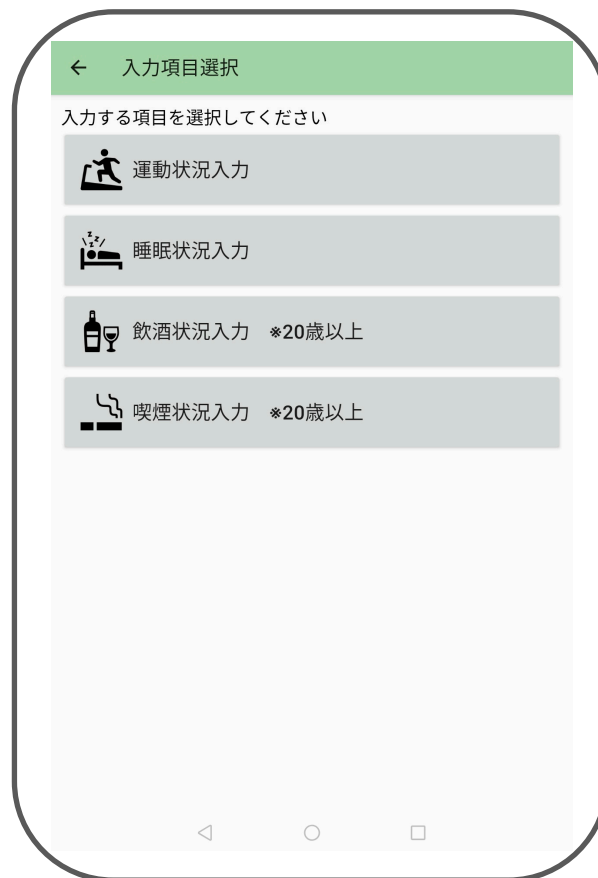 入力項目選択
入力する項目を選択してください
運動状況入力
睡眠状況入力
飲酒状況入力　※20歳以上
喫煙状況入力　※20歳以上